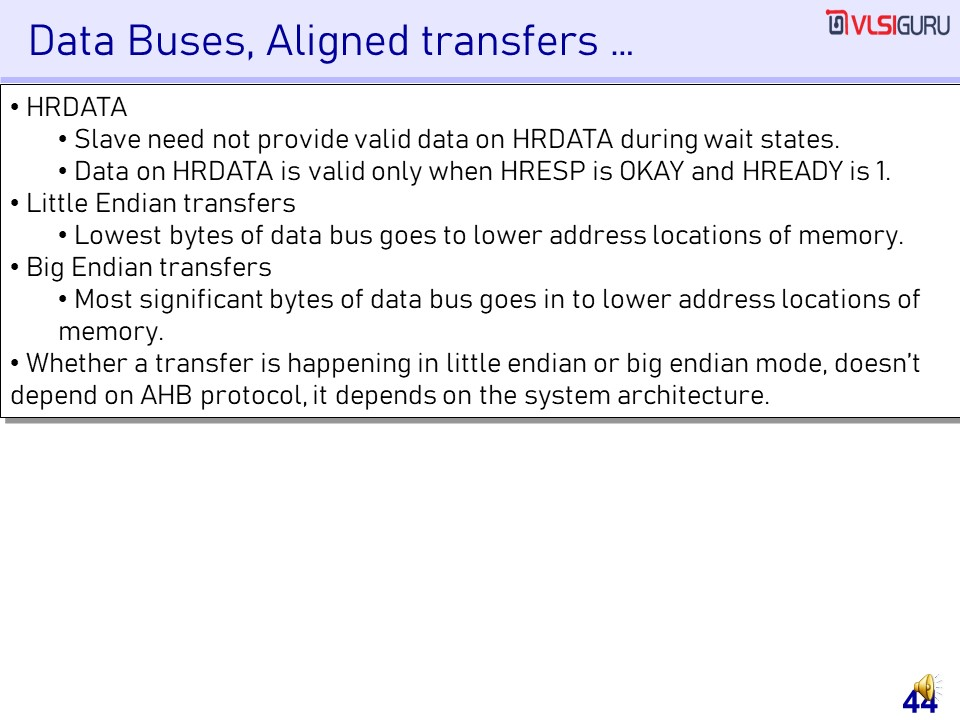 Data Buses, Aligned transfers ...
VLSIGURU
• HRDATA
• Slave need not provide valid data on HRDATA during wait states.
• Data on HRDATA is valid only when HRESP is OKAY and HREADY is 1.
• Little Endian transfers
• Lowest bytes of data bus goes to lower address locations of memory.
• Big Endian transfers
• Most significant bytes of data bus goes in to lower address locations of
memory.
• Whether a transfer is happening in little endian or big endian mode, doesn't
depend on AHB protocol, it depends on the system architecture.
44